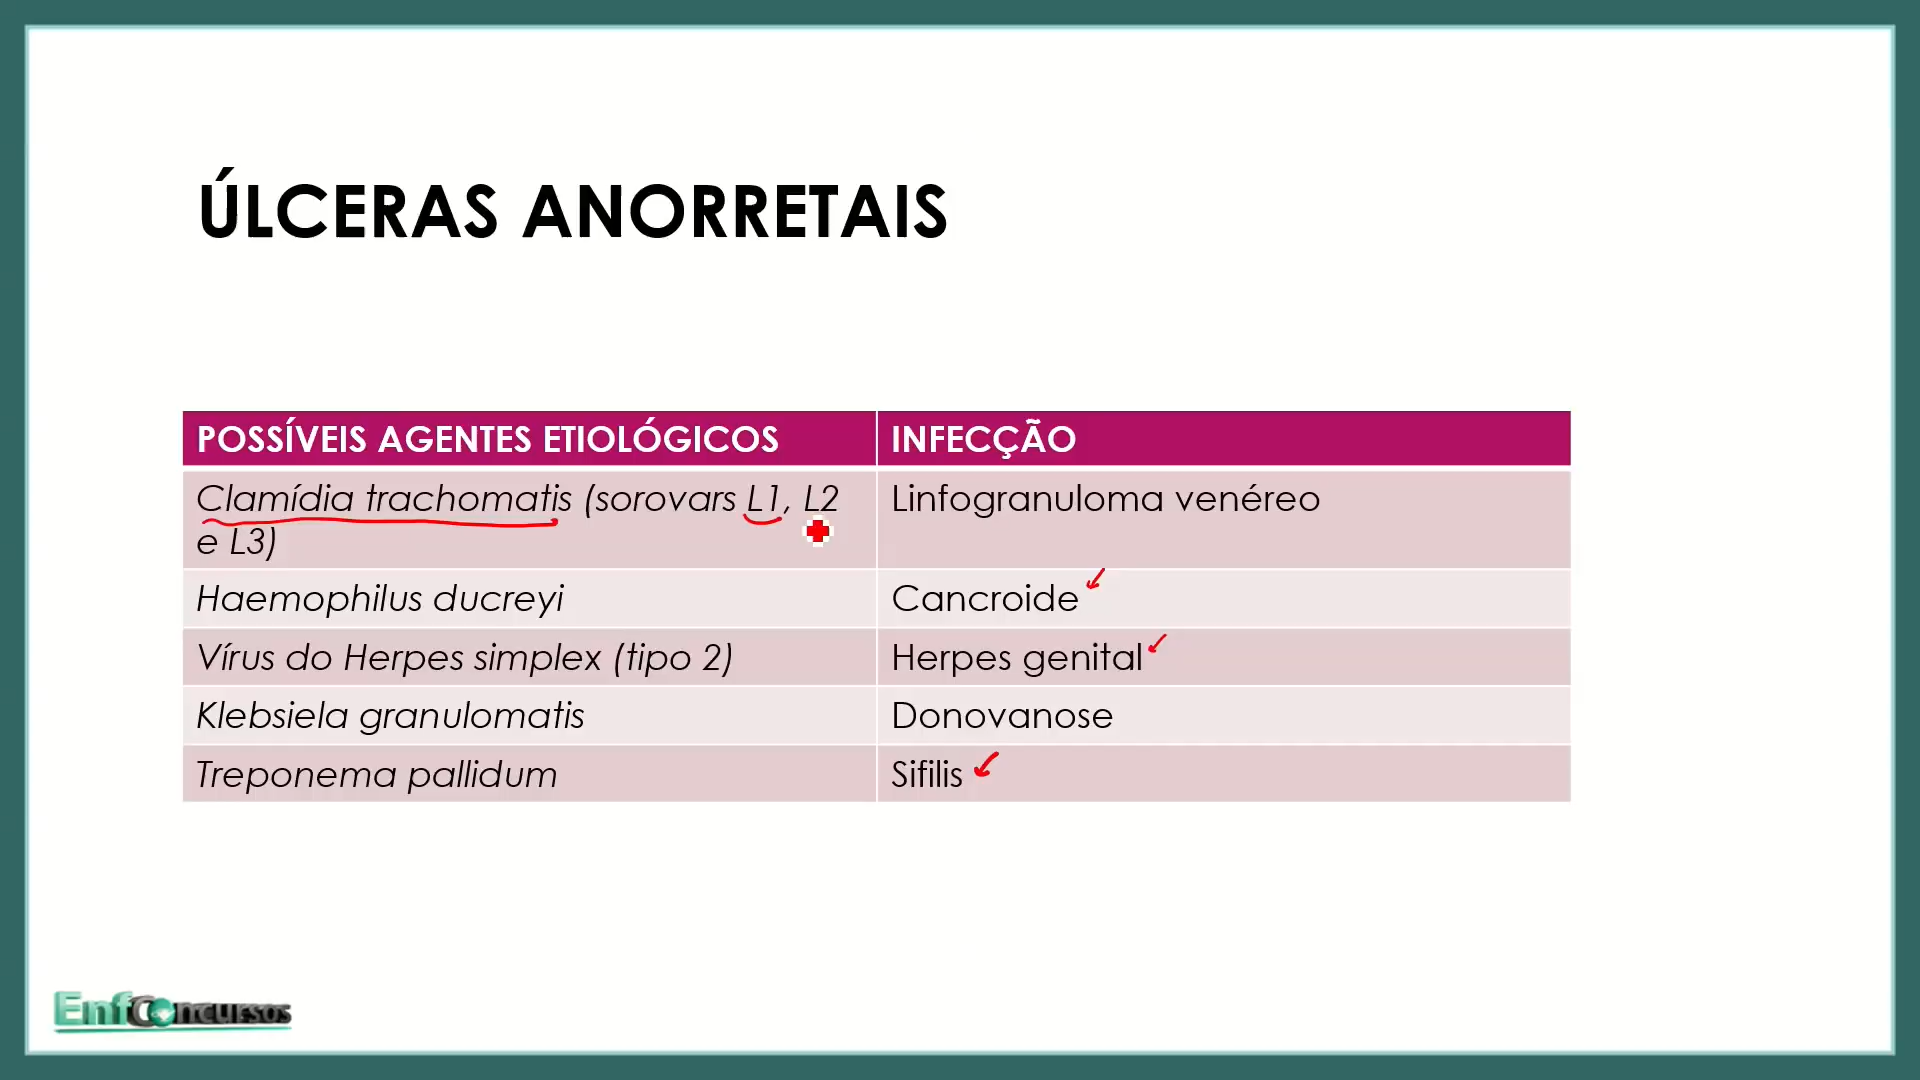 ÚLCERAS ANORRETAIS
POSSÍVEIS AGENTES ETIOLÓGICOS
INFECÇÃO
Clamídia trachomatis (sorovars L1, L2
e L3)
Linfogranuloma venéreo
Haemophilus ducreyi
Cancroide
Vírus do Herpes simplex (tipo 2)
Herpes genital
Klebsiela granulomatis
Donovanose
Treponema pallidum
Sifilis
EnfConcursos